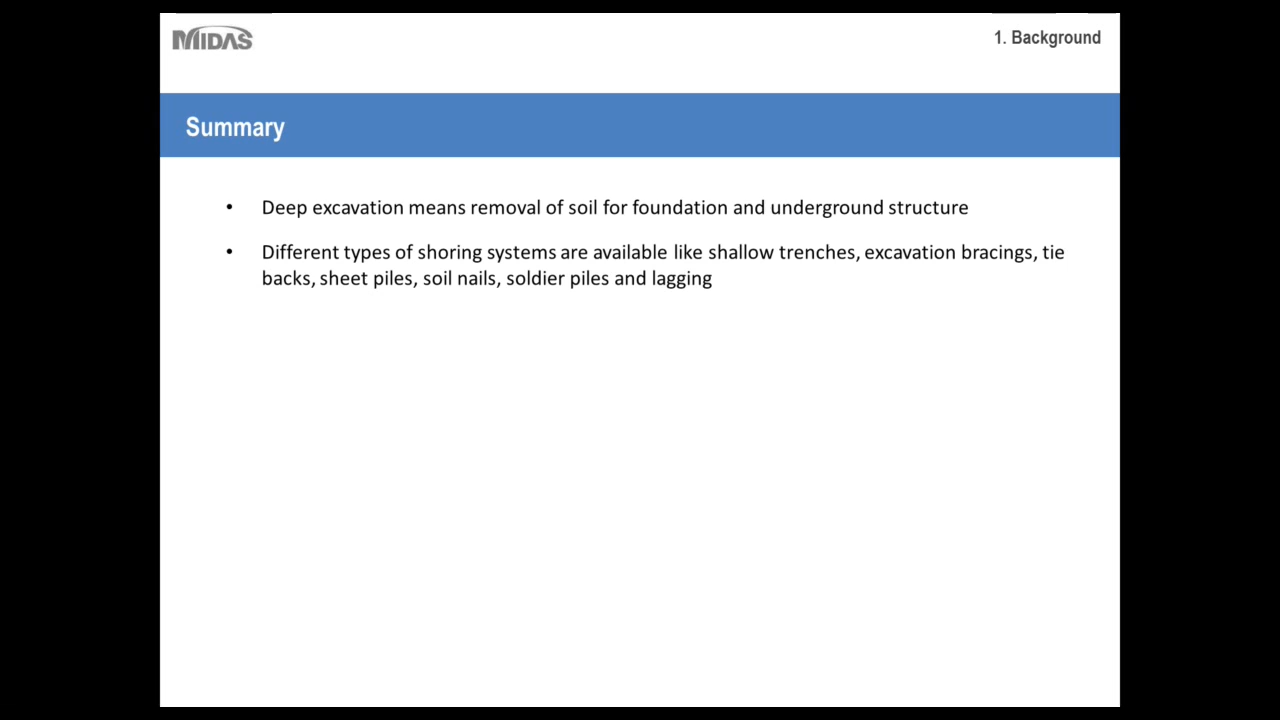 MIDAS
1. Background
Summary
• Deep excavation means removal of soil for foundation and underground structure
• Different types of shoring systems are available like shallow trenches, excavation bracings, tie
backs, sheet piles, soil nails, soldier piles and lagging